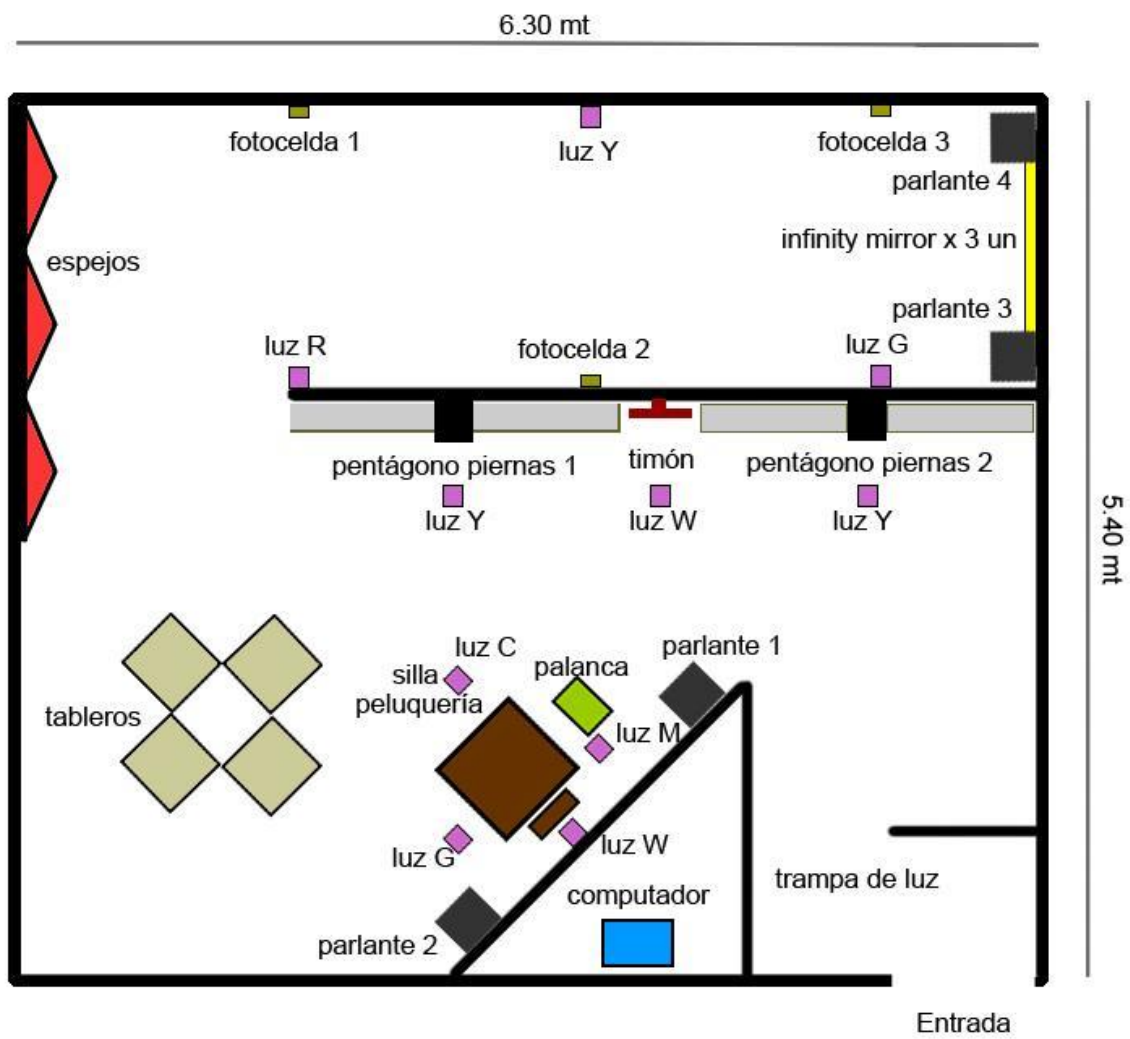 6.30 mt
fotocelda 1
luz Y
fotocelda 3
parlante 4
infinity mirror x 3 un
espejos
parlante 3
luz R
fotocelda 2
luz G
pentágono piernas 1
timón
pentágono piernas 2
luz Y
luz W
luz Y
5.40 mt
luz C
parlante 1
silla
peluquería
palanca
tableros
luz M
luz G
luz W
trampa de luz
computador
parlante 2
Entrada